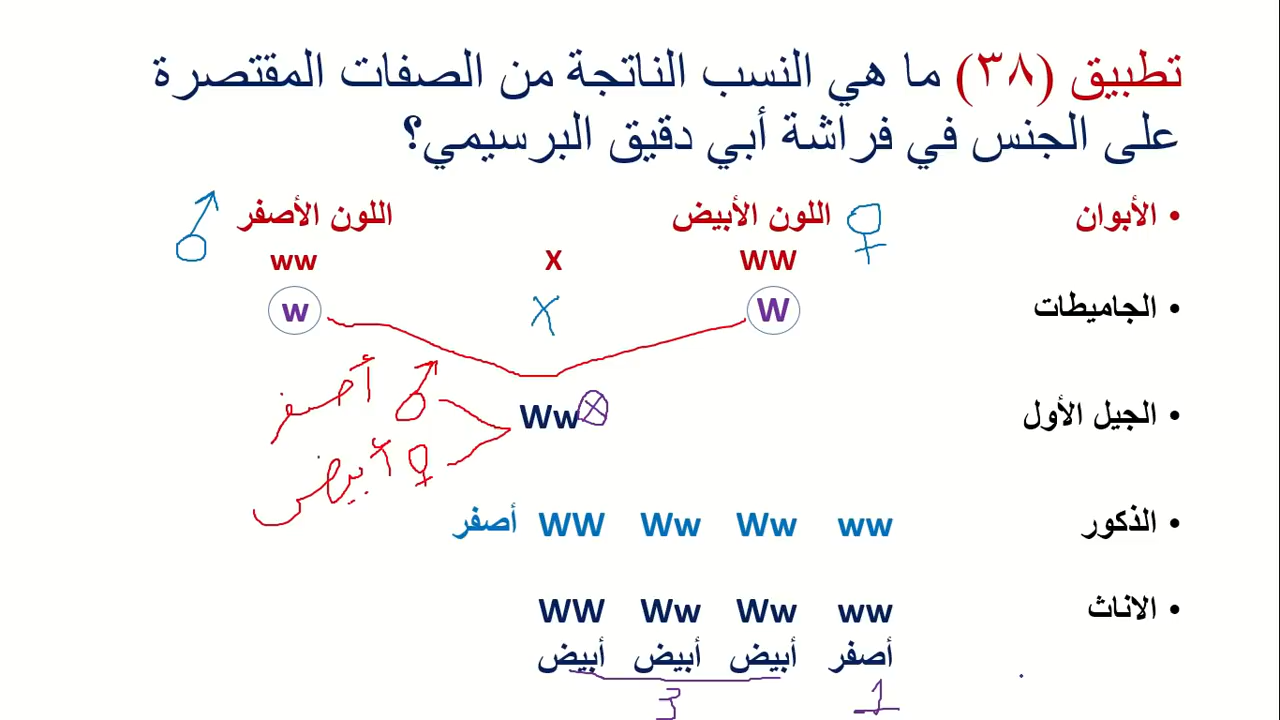 تطبيق (٣٨) ما هي النسب الناتجة من الصفات المقتصرة
على الجنس في فراشة أبي دقيق البرسيمي؟
• الأبوان اللون الأبيض ♀ اللون الأصفر ♂
WW X ww
• الجاميطات W X w
• الجيل الأول Ww
♂ أصفر
♀ أبيض
• الذكور ww Ww Ww WW أصفر
• الاناث ww Ww Ww WW
أصفر أبيض أبيض أبيض
1 3